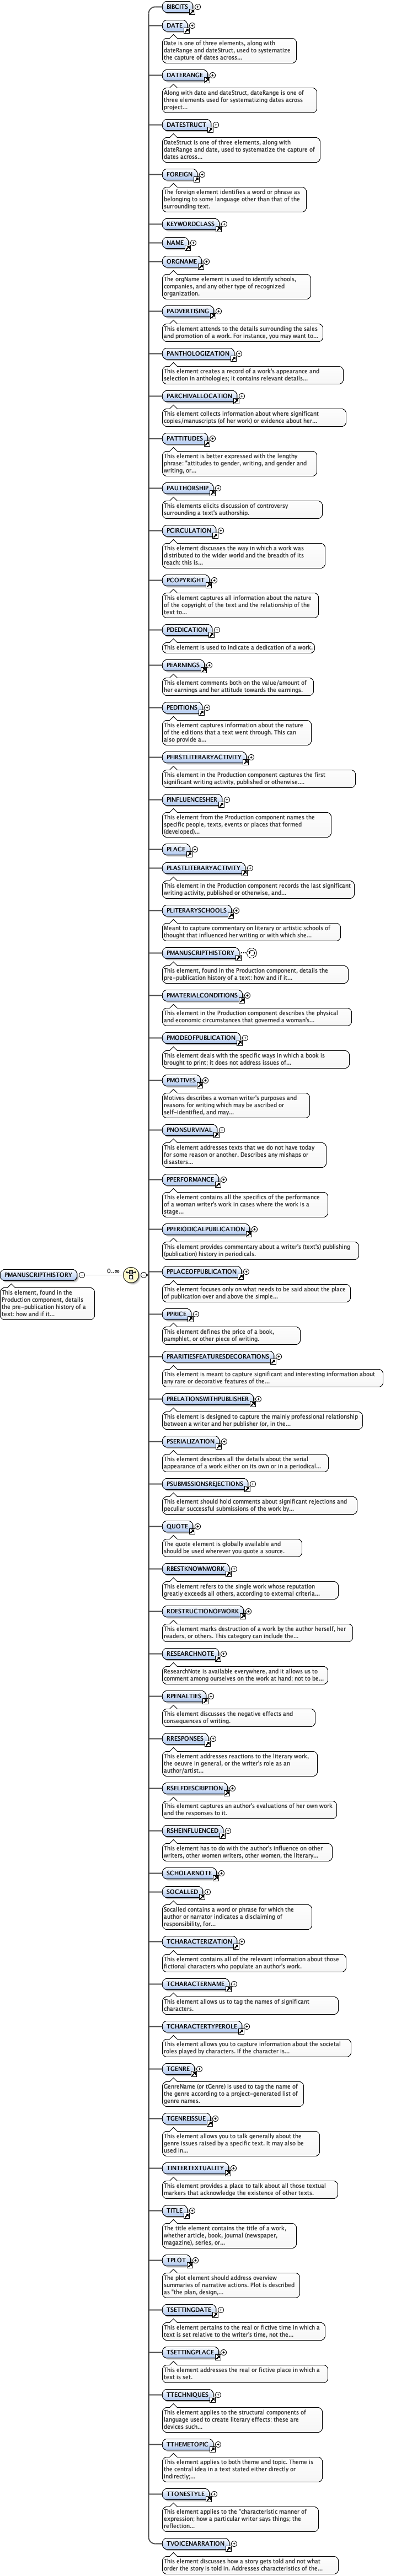 BIBCITS
DATE
Date is one of three elements, along with
dateRange and dateStruct, used to systematize
the capture of dates across...
DATERANGE
Along with date and dateStruct, dateRange is one of
three elements used for systematizing dates across
project...
DATESTRUCT
DateStruct is one of three elements, along with
dateRange and date, used to systematize the capture of
dates across...
FOREIGN
The foreign element identifies a word or phrase as
belonging to some language other than that of the
surrounding text.
KEYWORDCLASS
NAME
ORGNAME
The orgName element is used to identify schools,
companies, and any other type of recognized
organization.
PADVERTISING
This element attends to the details surrounding the sales
and promotion of a work. For instance, you may want to...
PANTHOLOGIZATION
This element creates a record of a work's appearance and
selection in anthologies; it contains relevant details...
PARCHIVALLOCATION
This element collects information about where significant
copies/manuscripts (of her work) or evidence about her...
PATTITUDES
This element is better expressed with the lengthy
phrase: "attitudes to gender, writing, and gender and
writing, or...
PAUTHORSHIP
This elements elicits discussion of controversy
surrounding a text's authorship.
PCIRCULATION
This element discusses the way in which a work was
distributed to the wider world and the breadth of its
reach: this is...
PCOPYRIGHT
This element captures all information about the nature
of the copyright of the text and the relationship of the
text to...
PDEDICATION
This element is used to indicate a dedication of a work.
PEARNINGS
This element comments both on the value/amount of
her earnings and her attitude towards the earnings.
PEDITIONS
This element captures information about the nature
of the editions that a text went through. This can
also provide a...
PFIRSTLITERARYACTIVITY
This element in the Production component captures the first
significant writing activity, published or otherwise....
PINFLUENCESHER
This element from the Production component names the
specific people, texts, events or places that formed
(developed)...
PLACE
PLASTLITERARYACTIVITY
This element in the Production component records the last significant
writing activity, published or otherwise, and...
PLITERARYSCHOOLS
Meant to capture commentary on literary or artistic schools of
thought that influenced her writing or with which she...
PMANUSCRIPTHISTORY
This element, found in the Production component, details the
pre-publication history of a text: how and if it...
PMATERIALCONDITIONS
This element in the Production component describes the physical
and economic circumstances that governed a woman's...
PMODEOFPUBLICATION
This element deals with the specific ways in which a book is
brought to print; it does not address issues of...
PMOTIVES
Motives describes a woman writer's purposes and
reasons for writing which may be ascribed or
self-identified, and may...
PNONSURVIVAL
This element addresses texts that we do not have today
for some reason or another. Describes any mishaps or
disasters...
PPERFORMANCE
This element contains all the specifics of the performance
of a woman writer's work in cases where the work is a
stage...
PPERIODICALPUBLICATION
This element provides commentary about a writer's (text's) publishing
(publication) history in periodicals.
PMANUSCRIPTHISTORY
0..∞
This element, found in the
Production component, details
the pre-publication history of a
text: how and if it...
PPLACEOFPUBLICATION
This element focuses only on what needs to be said about the place
of publication over and above the simple...
PPRICE
This element defines the price of a book,
pamphlet, or other piece of writing.
PRARITIESFEATURESDECORATIONS
This element is meant to capture significant and interesting information about
any rare or decorative features of the...
PRELATIONSWITHPUBLISHER
This element is designed to capture the mainly professional relationship
between a writer and her publisher (or, in the...
PSERIALIZATION
This element describes all the details about the serial
appearance of a work either on its own or in a periodical...
PSUBMISSIONSREJECTIONS
This element should hold comments about significant rejections and
peculiar successful submissions of the work by...
QUOTE
The quote element is globally available and
should be used wherever you quote a source.
RBESTKNOWNWORK
This element refers to the single work whose reputation
greatly exceeds all others, according to external criteria...
RDESTRUCTIONOFWORK
This element marks destruction of a work by the author herself, her
readers, or others. This category can include the...
RESEARCHNOTE
ResearchNote is available everywhere, and it allows us to
comment among ourselves on the work at hand; not to be...
RPENALTIES
This element discusses the negative effects and
consequences of writing.
RRESPONSES
This element addresses reactions to the literary work,
the oeuvre in general, or the writer's role as an
author/artist...
RSELFDESCRIPTION
This element captures an author's evaluations of her own work
and the responses to it.
RSHEINFLUENCED
This element has to do with the author's influence on other
writers, other women writers, other women, the literary...
SCHOLARNOTE
SOCALLED
Socalled contains a word or phrase for which the
author or narrator indicates a disclaiming of
responsibility, for...
TCHARACTERIZATION
This element contains all of the relevant information about those
fictional characters who populate an author's work.
TCHARACTERNAME
This element allows us to tag the names of significant
characters.
TCHARACTERTYPEROLE
This element allows you to capture information about the societal
roles played by characters. If the character is...
TGENRE
GenreName (or tGenre) is used to tag the name of
the genre according to a project-generated list of
genre names.
TGENREISSUE
This element allows you to talk generally about the
genre issues raised by a specific text. It may also be
used in...
TINTERTEXTUALITY
This element provides a place to talk about all those textual
markers that acknowledge the existence of other texts.
TITLE
The title element contains the title of a work,
whether article, book, journal (newspaper,
magazine), series, or...
TPLOT
The plot element should address overview
summaries of narrative actions. Plot is described
as "the plan, design,...
TSETTINGDATE
This element pertains to the real or fictive time in which a
text is set relative to the writer's time, not the...
TSETTINGPLACE
This element addresses the real or fictive place in which a
text is set.
TTECHNIQUES
This element applies to the structural components of
language used to create literary effects: these are
devices such...
TTHEMETOPIC
This element applies to both theme and topic. Theme is
the central idea in a text stated either directly or
indirectly;...
TTONESTYLE
This element applies to the "characteristic manner of
expression; how a particular writer says things; the
reflection...
TVOICENARRATION
This element discusses how a story gets told and not what
order the story is told in. Addresses characteristics of the...